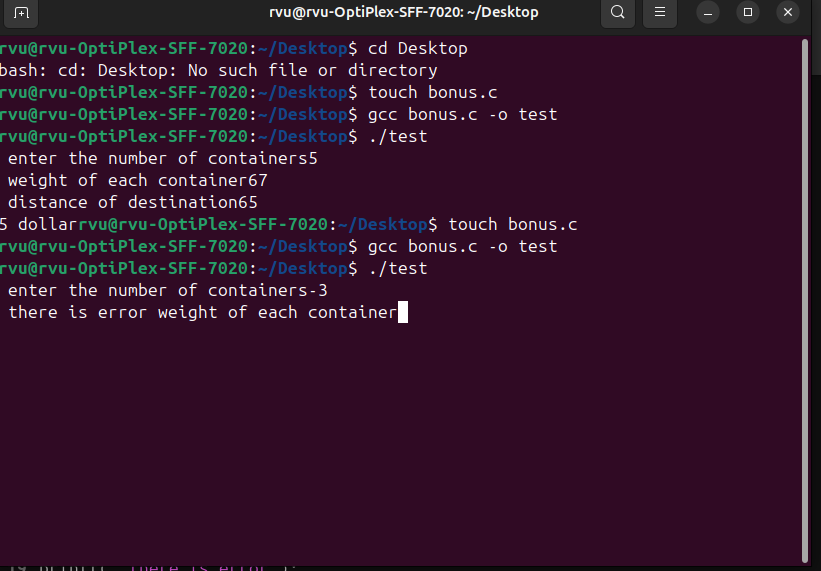 rvu@rvu-OptiPlex-SFF-7020: ~/Desktop
rvu@rvu-OptiPlex-SFF-7020:~/Desktop$ cd Desktop
bash: cd: Desktop: No such file or directory
rvu@rvu-OptiPlex-SFF-7020:~/Desktop$ touch bonus.c
rvu@rvu-OptiPlex-SFF-7020:~/Desktop$ gcc bonus.c -o test
rvu@rvu-OptiPlex-SFF-7020:~/Desktop$ ./test
enter the number of containers5
weight of each container67
distance of destination65
5 dollarrvu@rvu-OptiPlex-SFF-7020:~/Desktop$ touch bonus.c
rvu@rvu-OptiPlex-SFF-7020:~/Desktop$ gcc bonus.c -o test
rvu@rvu-OptiPlex-SFF-7020:~/Desktop$ ./test
enter the number of containers-3
there is error weight of each container
there is error